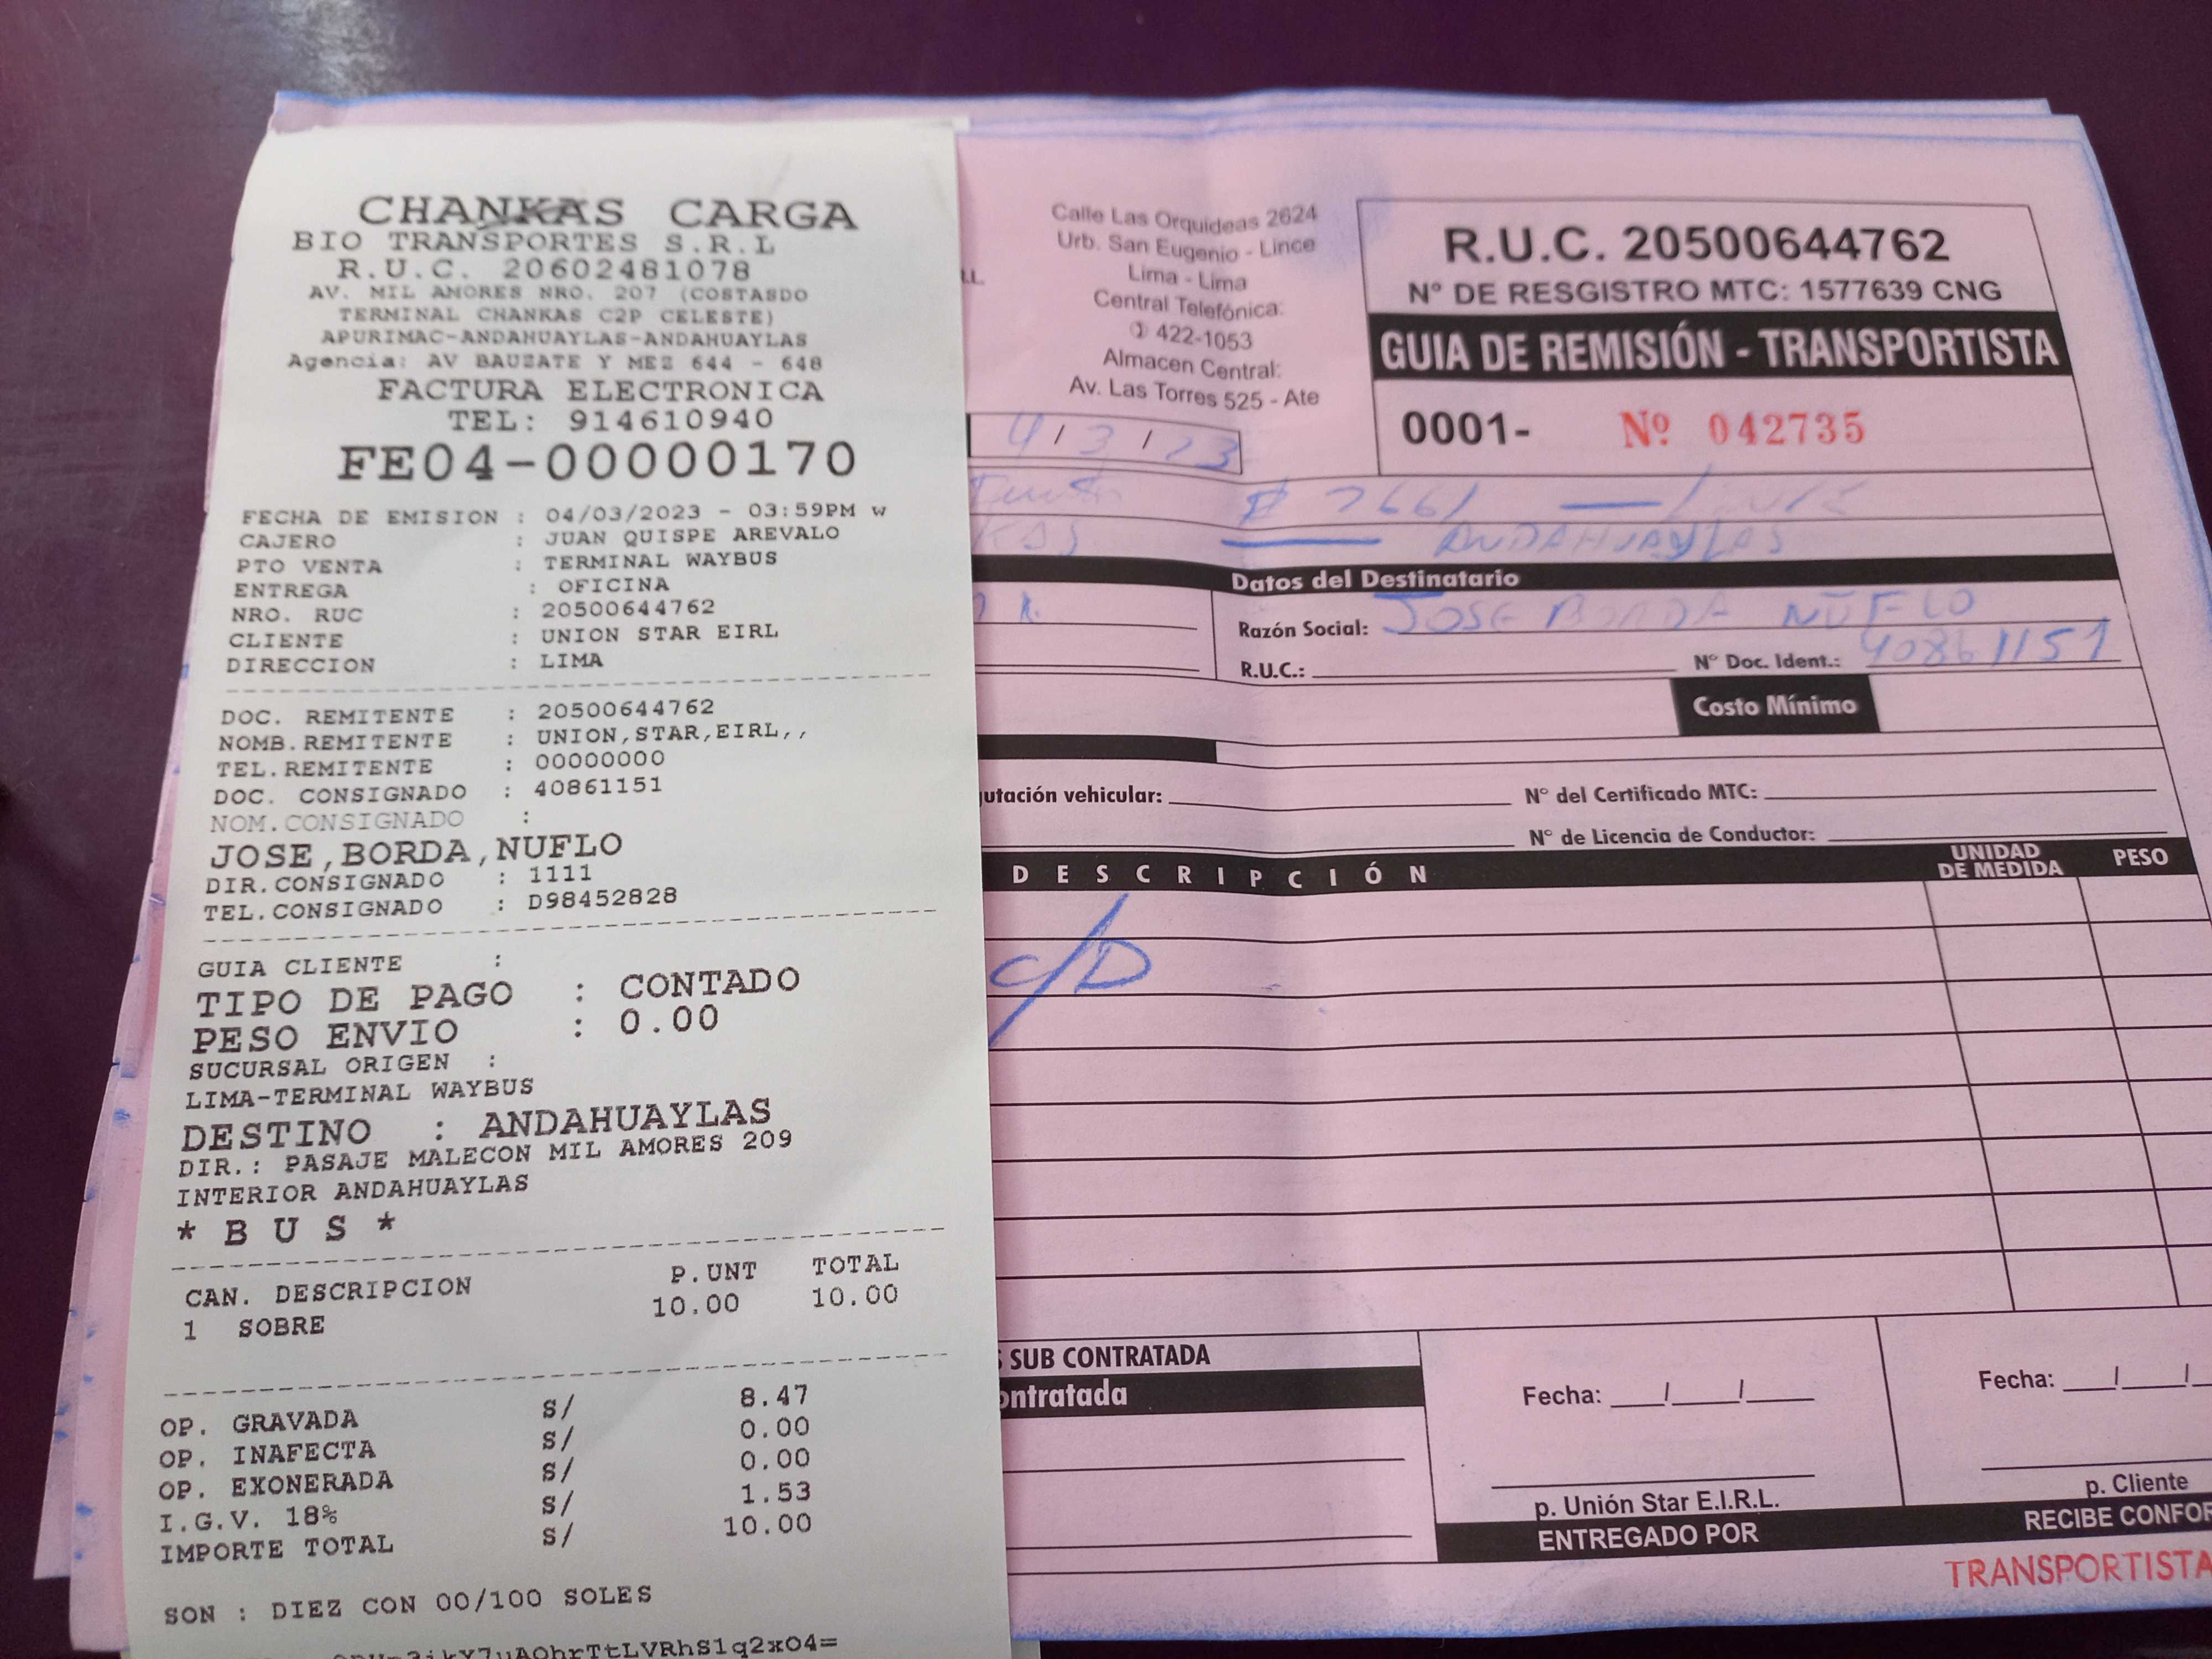 CHANKAS CARGA
BIO TRANSPORTES S.R.L
R.U.C. 20602481078
AV. MIL AMORES NRO. 207 (COSTASDO
TERMINAL CHANKAS C2P CELESTE)
APURIMAC-ANDAHUAYLAS-ANDAHUAYLAS
Agencia: AV BAUZATE Y MEZ 644 - 648
FACTURA ELECTRONICA
TEL: 914610940
FE04-00000170
FECHA DE EMISION : 04/03/2023 - 03:59PM w
CAJERO : JUAN QUISPE AREVALO
PTO VENTA : TERMINAL WAYBUS
ENTREGA : OFICINA
NRO. RUC : 20500644762
CLIENTE : UNION STAR EIRL
DIRECCION : LIMA
DOC. REMITENTE : 20500644762
NOMB.REMITENTE : UNION,STAR,EIRL,,
TEL.REMITENTE : 00000000
DOC. CONSIGNADO : 40861151
NOM.CONSIGNADO :
JOSE,BORDA,NUFLO
DIR.CONSIGNADO : 1111
TEL.CONSIGNADO : D98452828
GUIA CLIENTE :
TIPO DE PAGO : CONTADO
PESO ENVIO : 0.00
SUCURSAL ORIGEN :
LIMA-TERMINAL WAYBUS
DESTINO : ANDAHUAYLAS
DIR.: PASAJE MALECON MIL AMORES 209
INTERIOR ANDAHUAYLAS
* B U S *
CAN. DESCRIPCION P.UNT TOTAL
1 SOBRE 10.00 10.00
OP. GRAVADA S/ 8.47
OP. INAFECTA S/ 0.00
OP. EXONERADA S/ 0.00
I.G.V. 18% S/ 1.53
IMPORTE TOTAL S/ 10.00
SON : DIEZ CON 00/100 SOLES
Calle Las Orquideas 2624
Urb. San Eugenio - Lince
Lima - Lima
Central Telefónica:
422-1053
Almacen Central:
Av. Las Torres 525 - Ate
R.U.C. 20500644762
N° DE RESGISTRO MTC: 1577639 CNG
GUIA DE REMISIÓN - TRANSPORTISTA
0001- Nº 042735
4/3/23
ANDAHUAYLAS
Datos del Destinatario
Razón Social: JOSE BORDA NUFLO
R.U.C.: N° Doc. Ident.: 40861151
Costo Mínimo
utación vehicular: N° del Certificado MTC:
N° de Licencia de Conductor:
DESCRIPCIÓN UNIDAD DE MEDIDA PESO
C/D
SUB CONTRATADA
ontratada
Fecha: / /
p. Unión Star E.I.R.L.
ENTREGADO POR
Fecha: / /
p. Cliente
RECIBE CONFOR
TRANSPORTISTA